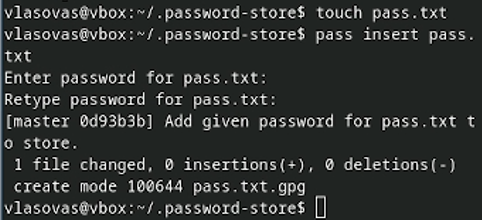 vlasovas@vbox:~/.password-store$ touch pass.txt
vlasovas@vbox:~/.password-store$ pass insert pass.
txt
Enter password for pass.txt:
Retype password for pass.txt:
[master 0d93b3b] Add given password for pass.txt t
o store.
 1 file changed, 0 insertions(+), 0 deletions(-)
 create mode 100644 pass.txt.gpg
vlasovas@vbox:~/.password-store$